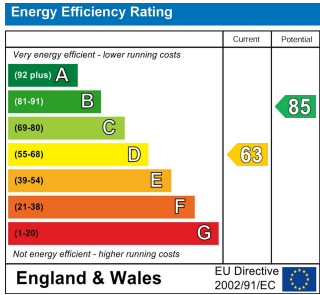 Energy Efficiency Rating
Current Potential
Very energy efficient - lower running costs
(92 plus) A
(81-91) B
85
(69-80) C
(55-68) D
63
(39-54) E
(21-38) F
(1-20) G
Not energy efficient - higher running costs
England & Wales
EU Directive
2002/91/EC